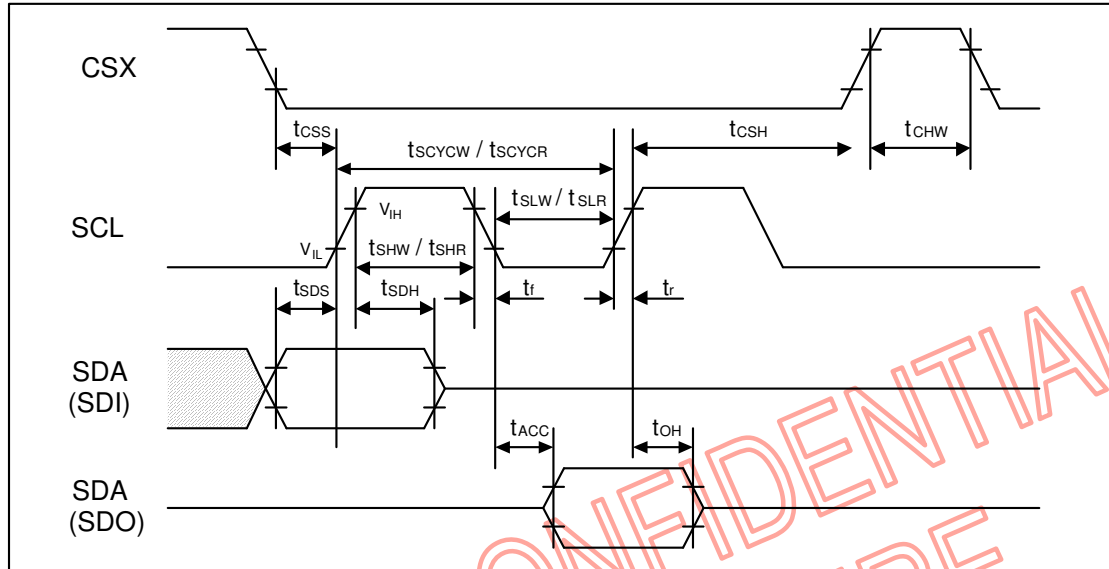 CSX
tCSS
tCSH
tCHW
tSCYCW / tSCYCR
SCL
VIH
VIL
tSLW / tSLR
tSHW / tSHR
tSDS
tSDH
tf
tr
SDA
(SDI)
tACC
tOH
SDA
(SDO)
CONFIDENTIAL